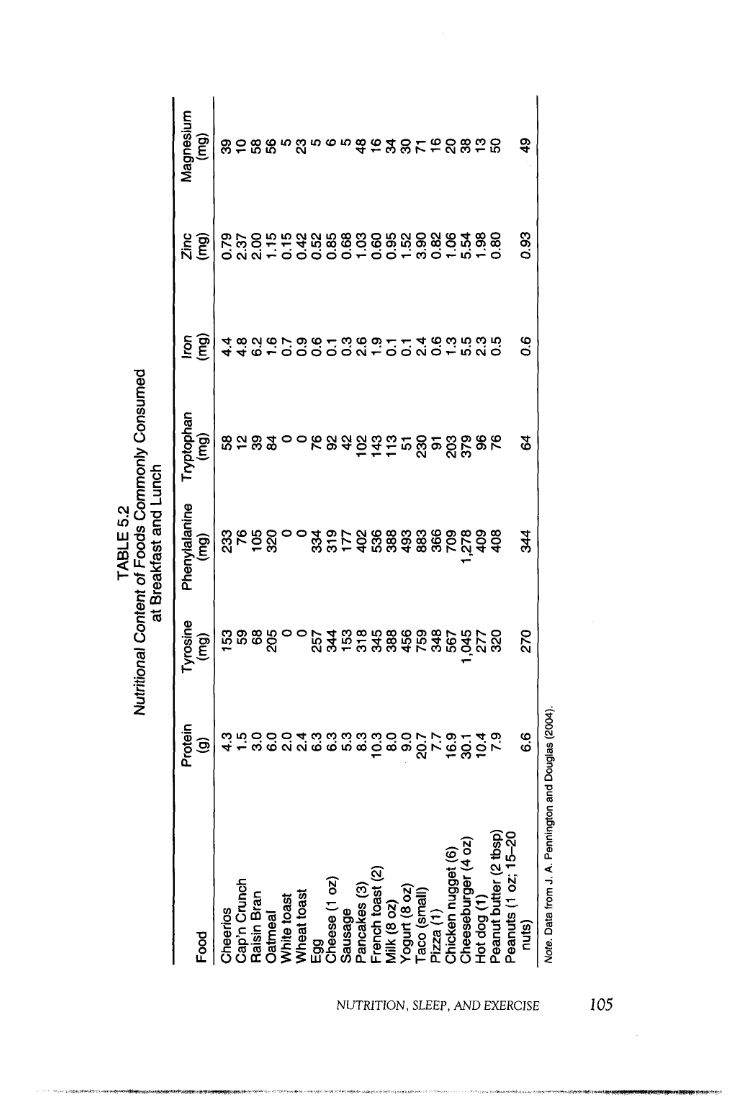 TABLE 5.2
Nutritional Content of Foods Commonly Consumed
at Breakfast and Lunch
Food Protein (g) Tyrosine (mg) Phenylalanine (mg) Tryptophan (mg) Iron (mg) Zinc (mg) Magnesium (mg)
Cheerios 4.3 153 233 58 4.4 0.79 39
Cap'n Crunch 1.5 59 76 12 4.8 2.37 10
Raisin Bran 3.0 68 105 39 6.2 2.00 58
Oatmeal 6.0 205 320 84 1.6 1.15 56
White toast 2.0 0 0 0 0.7 0.15 5
Wheat toast 2.4 0 0 0 0.9 0.42 23
Egg 6.3 257 334 76 0.6 0.52 5
Cheese (1 oz) 6.3 344 319 92 0.1 0.85 6
Sausage 5.3 153 177 42 0.3 0.68 5
Pancakes (3) 8.3 318 402 102 2.6 1.03 48
French toast (2) 10.3 345 536 143 1.9 0.60 16
Milk (8 oz) 8.0 388 388 113 0.1 0.95 34
Yogurt (8 oz) 9.0 456 493 51 0.1 1.52 30
Taco (small) 20.7 759 883 230 2.4 3.90 71
Pizza (1) 7.7 348 366 91 0.6 0.82 16
Chicken nugget (6) 16.9 567 709 203 1.3 1.06 20
Cheeseburger (4 oz) 30.1 1,045 1,278 379 5.5 5.54 38
Hot dog (1) 10.4 277 409 96 2.3 1.98 13
Peanut butter (2 tbsp) 7.9 320 408 76 0.5 0.80 50
Peanuts (1 oz; 15–20
nuts) 6.6 270 344 64 0.6 0.93 49
Note. Data from J. A. Pennington and Douglas (2004).
NUTRITION, SLEEP, AND EXERCISE 105